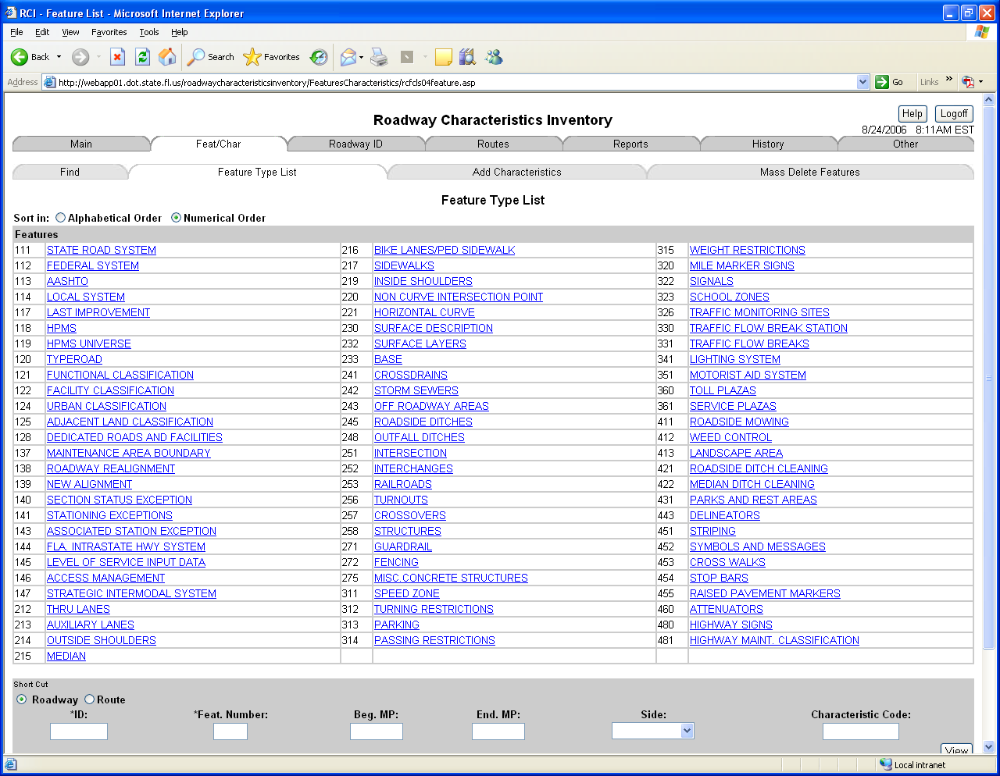 RCI - Feature List - Microsoft Internet Explorer
File Edit View Favorites Tools Help
Back Search Favorites
Address http://webapp01.dot.state.fl.us/roadwaycharacteristicsinventory/FeaturesCharacteristics/rcfcls04feature.asp Go Links »
Help Logoff
Roadway Characteristics Inventory
8/24/2006 8:11AM EST
Main Feat/Char Roadway ID Routes Reports History Other
Find Feature Type List Add Characteristics Mass Delete Features
Feature Type List
Sort in: Alphabetical Order Numerical Order
Features
111 STATE ROAD SYSTEM 216 BIKE LANES/PED SIDEWALK 315 WEIGHT RESTRICTIONS
112 FEDERAL SYSTEM 217 SIDEWALKS 320 MILE MARKER SIGNS
113 AASHTO 219 INSIDE SHOULDERS 322 SIGNALS
114 LOCAL SYSTEM 220 NON CURVE INTERSECTION POINT 323 SCHOOL ZONES
117 LAST IMPROVEMENT 221 HORIZONTAL CURVE 326 TRAFFIC MONITORING SITES
118 HPMS 230 SURFACE DESCRIPTION 330 TRAFFIC FLOW BREAK STATION
119 HPMS UNIVERSE 232 SURFACE LAYERS 331 TRAFFIC FLOW BREAKS
120 TYPEROAD 233 BASE 341 LIGHTING SYSTEM
121 FUNCTIONAL CLASSIFICATION 241 CROSSDRAINS 351 MOTORIST AID SYSTEM
122 FACILITY CLASSIFICATION 242 STORM SEWERS 360 TOLL PLAZAS
124 URBAN CLASSIFICATION 243 OFF ROADWAY AREAS 361 SERVICE PLAZAS
125 ADJACENT LAND CLASSIFICATION 245 ROADSIDE DITCHES 411 ROADSIDE MOWING
128 DEDICATED ROADS AND FACILITIES 248 OUTFALL DITCHES 412 WEED CONTROL
137 MAINTENANCE AREA BOUNDARY 251 INTERSECTION 413 LANDSCAPE AREA
138 ROADWAY REALIGNMENT 252 INTERCHANGES 421 ROADSIDE DITCH CLEANING
139 NEW ALIGNMENT 253 RAILROADS 422 MEDIAN DITCH CLEANING
140 SECTION STATUS EXCEPTION 256 TURNOUTS 431 PARKS AND REST AREAS
141 STATIONING EXCEPTIONS 257 CROSSOVERS 443 DELINEATORS
143 ASSOCIATED STATION EXCEPTION 258 STRUCTURES 451 STRIPING
144 FLA. INTRASTATE HWY SYSTEM 271 GUARDRAIL 452 SYMBOLS AND MESSAGES
145 LEVEL OF SERVICE INPUT DATA 272 FENCING 453 CROSS WALKS
146 ACCESS MANAGEMENT 275 MISC.CONCRETE STRUCTURES 454 STOP BARS
147 STRATEGIC INTERMODAL SYSTEM 311 SPEED ZONE 455 RAISED PAVEMENT MARKERS
212 THRU LANES 312 TURNING RESTRICTIONS 460 ATTENUATORS
213 AUXILIARY LANES 313 PARKING 480 HIGHWAY SIGNS
214 OUTSIDE SHOULDERS 314 PASSING RESTRICTIONS 481 HIGHWAY MAINT. CLASSIFICATION
215 MEDIAN
Short Cut
Roadway Route
*ID: *Feat. Number: Beg. MP: End. MP: Side: Characteristic Code:
View
Local intranet